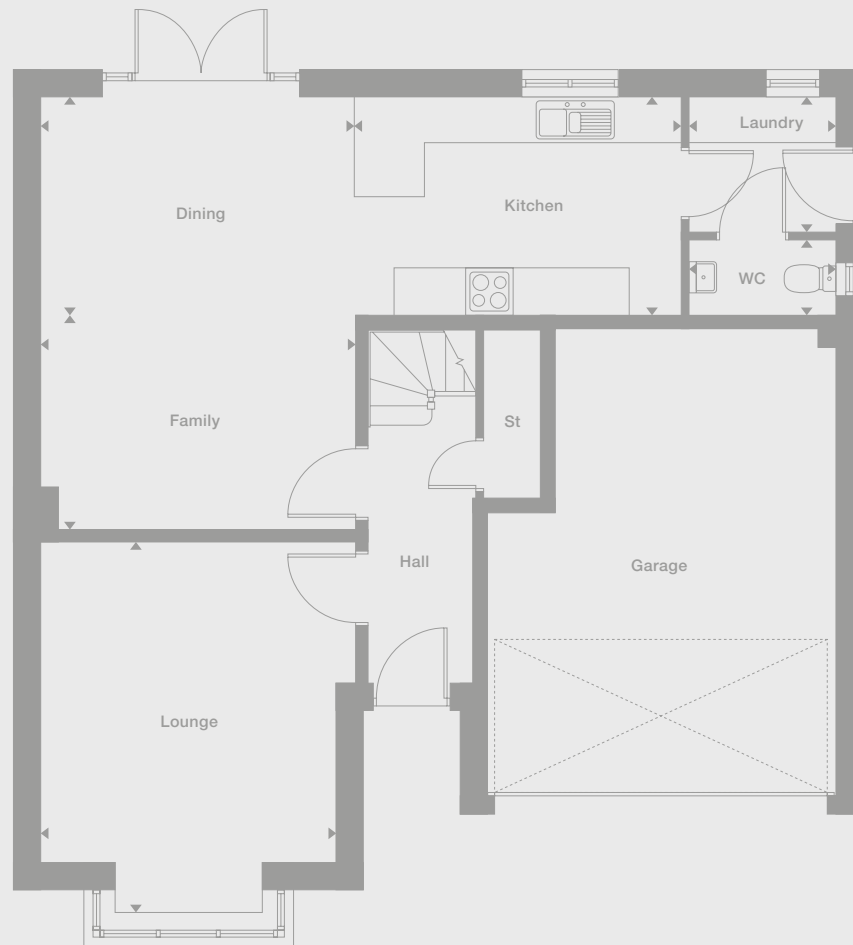 Laundry
Dining
Kitchen
WC
Family
St
Hall
Garage
Lounge